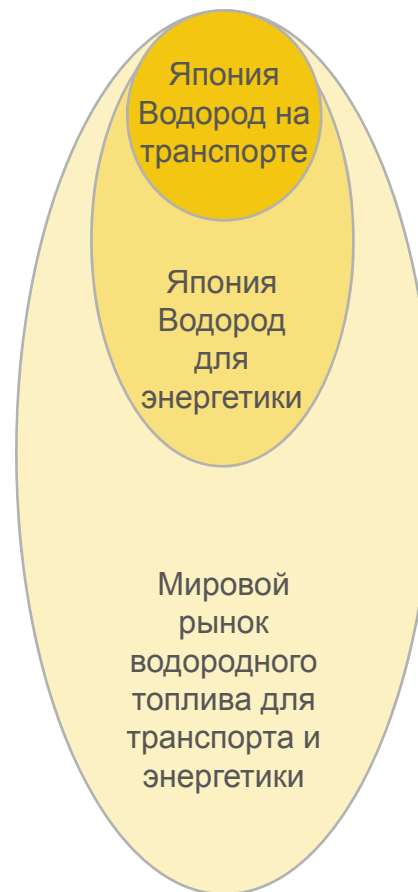 Япония
Водород на
транспорте
Япония
Водород
для
энергетики
Мировой
рынок
водородного
топлива для
транспорта и
энергетики